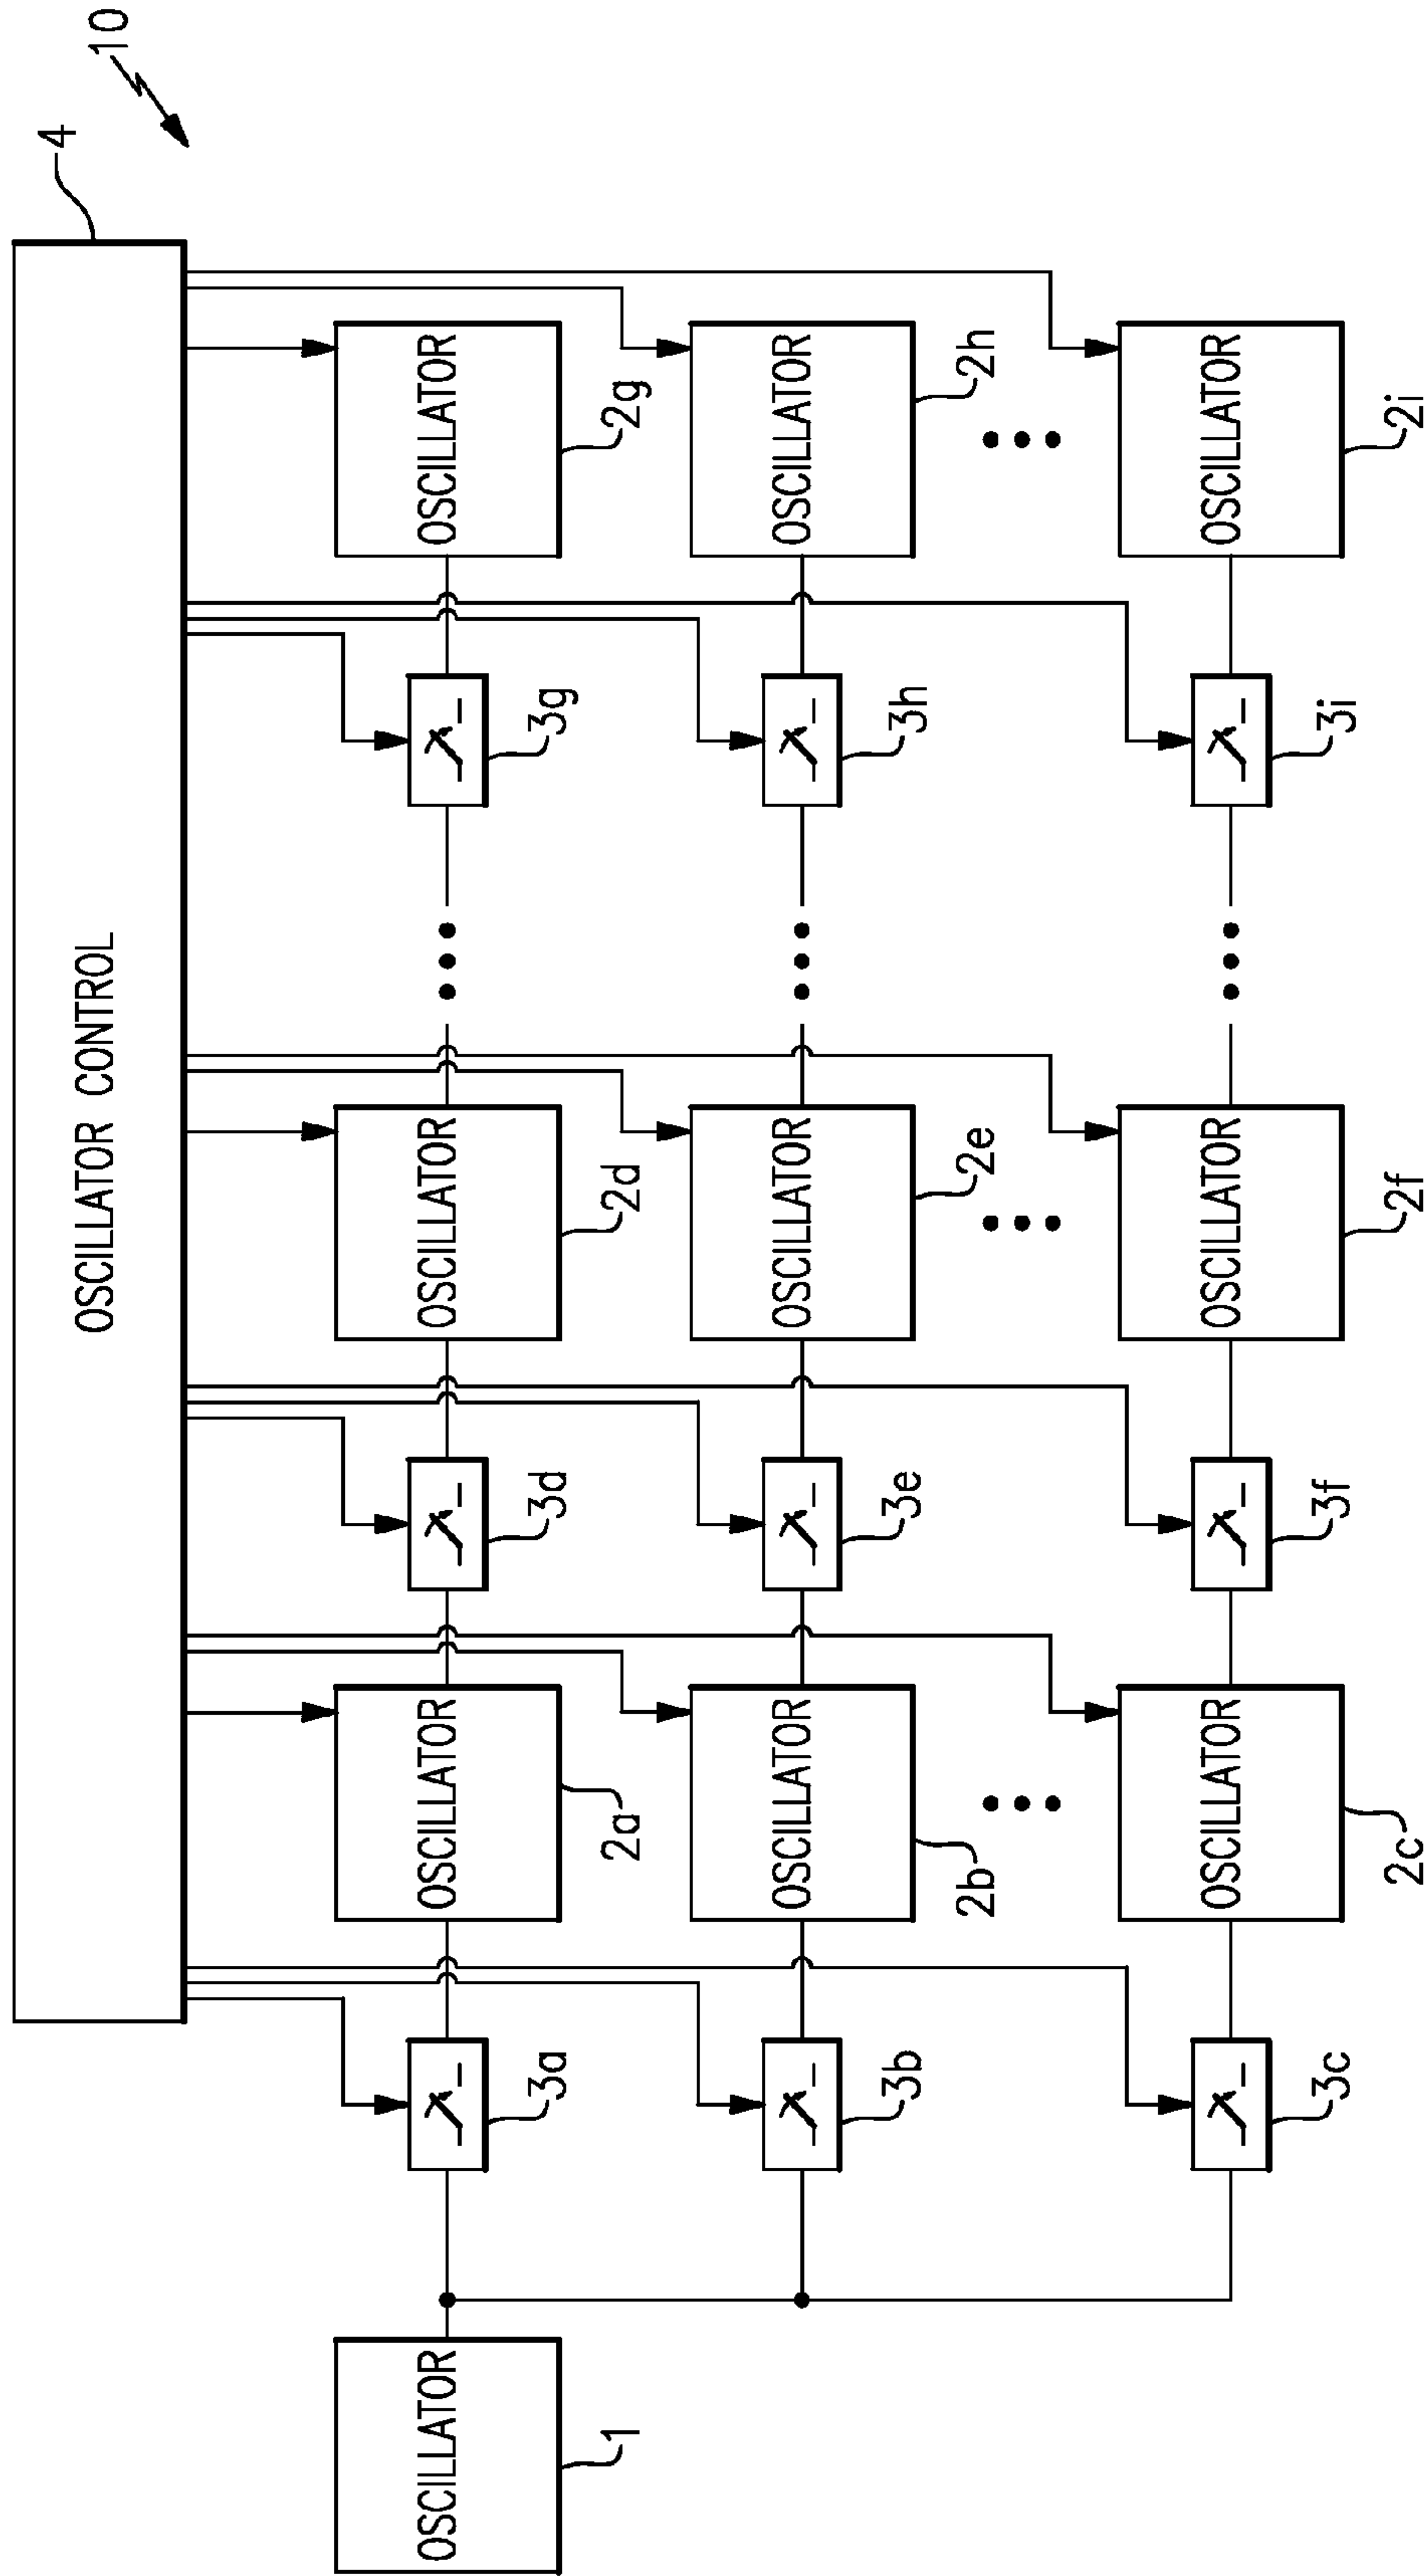 10
4
OSCILLATOR CONTROL
OSCILLATOR
OSCILLATOR
OSCILLATOR
OSCILLATOR
1
3a
2a
3d
2d
3g
2g
OSCILLATOR
OSCILLATOR
OSCILLATOR
3b
2b
3e
2e
3h
2h
OSCILLATOR
OSCILLATOR
OSCILLATOR
3c
2c
3f
2f
3i
2i